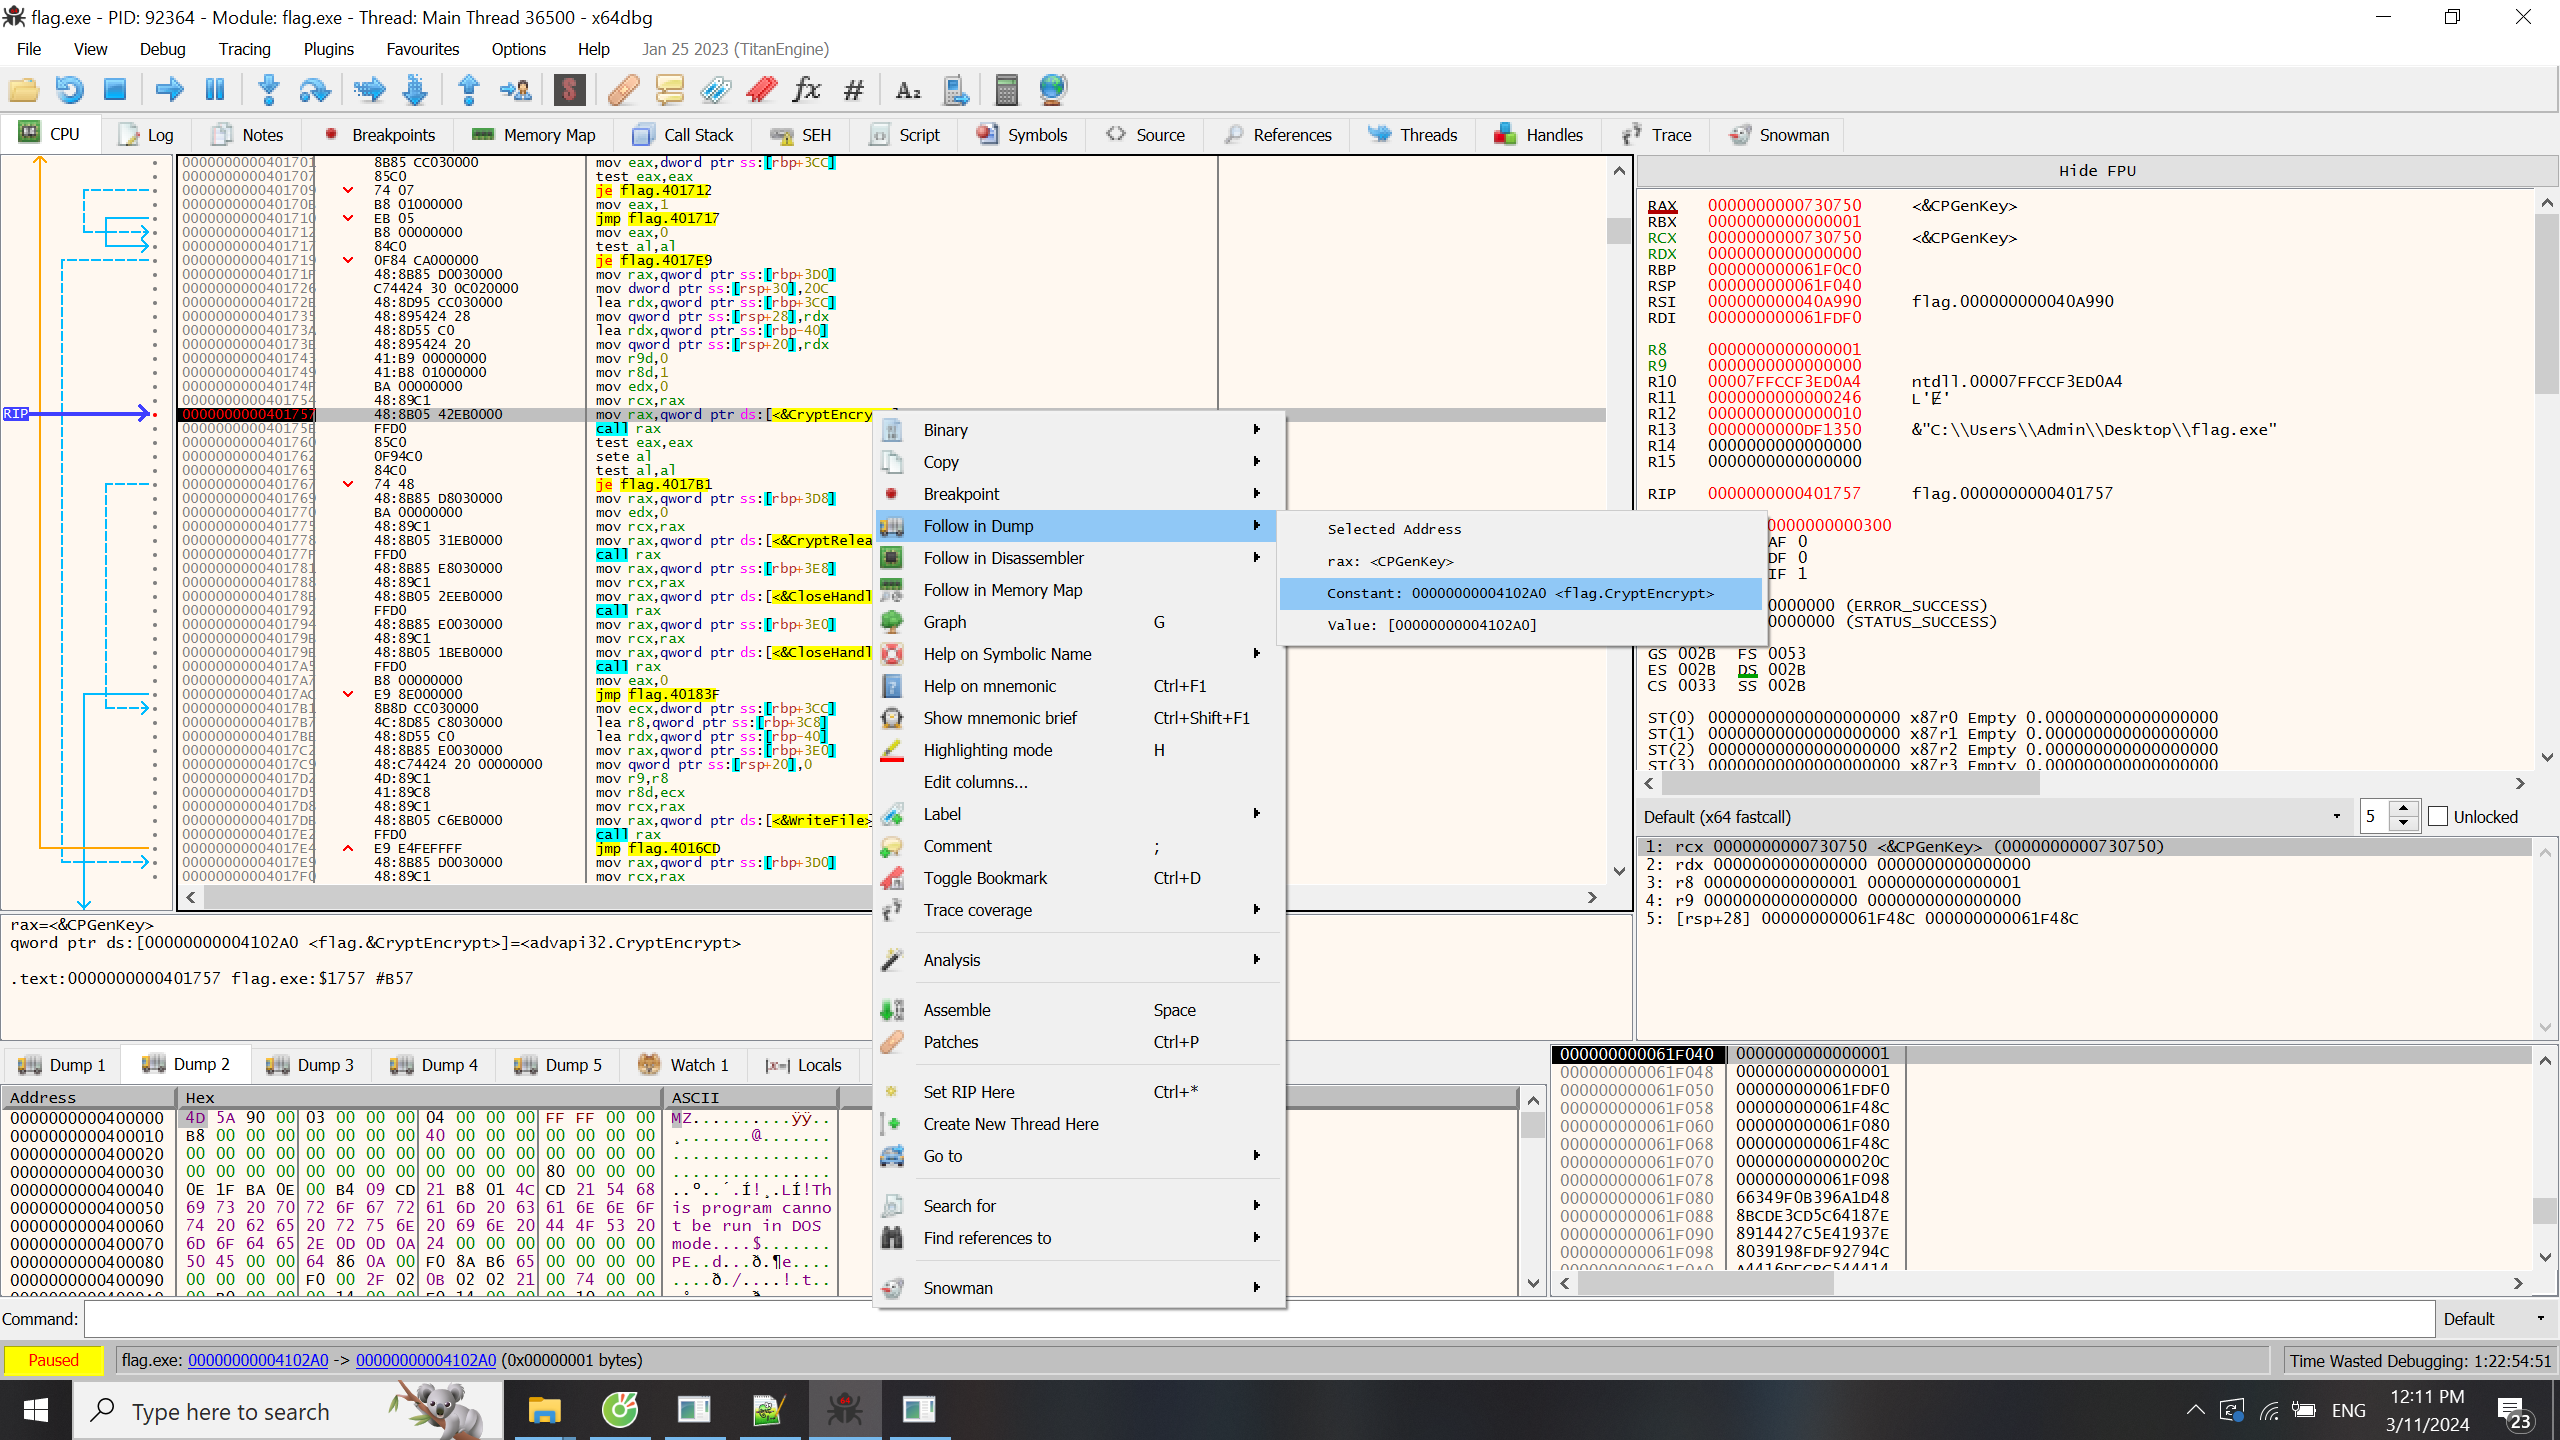 flag.exe - PID: 92364 - Module: flag.exe - Thread: Main Thread 36500 - x64dbg
File View Debug Tracing Plugins Favourites Options Help Jan 25 2023 (TitanEngine)
CPU Log Notes Breakpoints Memory Map Call Stack SEH Script Symbols Source References Threads Handles Trace Snowman
RIP
0000000000401701 8B85 CC030000 mov eax,dword ptr ss:[rbp+3CC]
0000000000401707 85C0 test eax,eax
0000000000401709 74 07 je flag.401712
000000000040170B B8 01000000 mov eax,1
0000000000401710 EB 05 jmp flag.401717
0000000000401712 B8 00000000 mov eax,0
0000000000401717 84C0 test al,al
0000000000401719 0F84 CA000000 je flag.4017E9
000000000040171F 48:8B85 D0030000 mov rax,qword ptr ss:[rbp+3D0]
0000000000401726 C74424 30 0C020000 mov dword ptr ss:[rsp+30],20C
000000000040172E 48:8D95 CC030000 lea rdx,qword ptr ss:[rbp+3CC]
0000000000401735 48:895424 28 mov qword ptr ss:[rsp+28],rdx
000000000040173A 48:8D55 C0 lea rdx,qword ptr ss:[rbp-40]
000000000040173E 48:895424 20 mov qword ptr ss:[rsp+20],rdx
0000000000401743 41:B9 00000000 mov r9d,0
0000000000401749 41:B8 01000000 mov r8d,1
000000000040174F BA 00000000 mov edx,0
0000000000401754 48:89C1 mov rcx,rax
0000000000401757 48:8B05 42EB0000 mov rax,qword ptr ds:[<&CryptEncry
000000000040175E FFD0 call rax
0000000000401760 85C0 test eax,eax
0000000000401762 0F94C0 sete al
0000000000401765 84C0 test al,al
0000000000401767 74 48 je flag.4017B1
0000000000401769 48:8B85 D8030000 mov rax,qword ptr ss:[rbp+3D8]
0000000000401770 BA 00000000 mov edx,0
0000000000401775 48:89C1 mov rcx,rax
0000000000401778 48:8B05 31EB0000 mov rax,qword ptr ds:[<&CryptRelea
000000000040177F FFD0 call rax
0000000000401781 48:8B85 E8030000 mov rax,qword ptr ss:[rbp+3E8]
0000000000401788 48:89C1 mov rcx,rax
000000000040178B 48:8B05 2EEB0000 mov rax,qword ptr ds:[<&CloseHandl
0000000000401792 FFD0 call rax
0000000000401794 48:8B85 E0030000 mov rax,qword ptr ss:[rbp+3E0]
000000000040179B 48:89C1 mov rcx,rax
000000000040179E 48:8B05 1BEB0000 mov rax,qword ptr ds:[<&CloseHandl
00000000004017A5 FFD0 call rax
00000000004017A7 B8 00000000 mov eax,0
00000000004017AC E9 8E000000 jmp flag.40183F
00000000004017B1 8B8D CC030000 mov ecx,dword ptr ss:[rbp+3CC]
00000000004017B7 4C:8D85 C8030000 lea r8,qword ptr ss:[rbp+3C8]
00000000004017BE 48:8D55 C0 lea rdx,qword ptr ss:[rbp-40]
00000000004017C2 48:8B85 E0030000 mov rax,qword ptr ss:[rbp+3E0]
00000000004017C9 48:C74424 20 00000000 mov qword ptr ss:[rsp+20],0
00000000004017D2 4D:89C1 mov r9,r8
00000000004017D5 41:89C8 mov r8d,ecx
00000000004017D8 48:89C1 mov rcx,rax
00000000004017DB 48:8B05 C6EB0000 mov rax,qword ptr ds:[<&WriteFile>]
00000000004017E2 FFD0 call rax
00000000004017E4 E9 E4FEFFFF jmp flag.4016CD
00000000004017E9 48:8B85 D0030000 mov rax,qword ptr ss:[rbp+3D0]
00000000004017F0 48:89C1 mov rcx,rax
rax=<&CPGenKey>
qword ptr ds:[00000000004102A0 <flag.&CryptEncrypt>]=<advapi32.CryptEncrypt>
.text:0000000000401757 flag.exe:$1757 #B57
Binary
Copy
Breakpoint
Follow in Dump
Follow in Disassembler
Follow in Memory Map
Graph G
Help on Symbolic Name
Help on mnemonic Ctrl+F1
Show mnemonic brief Ctrl+Shift+F1
Highlighting mode H
Edit columns...
Label
Comment ;
Toggle Bookmark Ctrl+D
Trace coverage
Analysis
Assemble Space
Patches Ctrl+P
Set RIP Here Ctrl+*
Create New Thread Here
Go to
Search for
Find references to
Snowman
Selected Address
rax: <CPGenKey>
Constant: 00000000004102A0 <flag.CryptEncrypt>
Value: [00000000004102A0]
Hide FPU
RAX 0000000000730750 <&CPGenKey>
RBX 0000000000000001
RCX 0000000000730750 <&CPGenKey>
RDX 0000000000000000
RBP 000000000061F0C0
RSP 000000000061F040
RSI 000000000040A990 flag.000000000040A990
RDI 000000000061FDF0
R8 0000000000000001
R9 0000000000000000
R10 00007FFCCF3ED0A4 ntdll.00007FFCCF3ED0A4
R11 0000000000000246 L'Ɇ'
R12 0000000000000010
R13 0000000000DF1350 &"C:\\Users\\Admin\\Desktop\\flag.exe"
R14 0000000000000000
R15 0000000000000000
RIP 0000000000401757 flag.0000000000401757
0000000000000300
AF 0
DF 0
IF 1
0000000 (ERROR_SUCCESS)
0000000 (STATUS_SUCCESS)
GS 002B FS 0053
ES 002B DS 002B
CS 0033 SS 002B
ST(0) 00000000000000000000 x87r0 Empty 0.000000000000000000
ST(1) 00000000000000000000 x87r1 Empty 0.000000000000000000
ST(2) 00000000000000000000 x87r2 Empty 0.000000000000000000
ST(3) 00000000000000000000 x87r3 Empty 0.000000000000000000
Default (x64 fastcall) 5 Unlocked
1: rcx 0000000000730750 <&CPGenKey> (0000000000730750)
2: rdx 0000000000000000 0000000000000000
3: r8 0000000000000001 0000000000000001
4: r9 0000000000000000 0000000000000000
5: [rsp+28] 000000000061F48C 000000000061F48C
Dump 1 Dump 2 Dump 3 Dump 4 Dump 5 Watch 1 Locals
Address Hex ASCII
0000000000400000 4D 5A 90 00 03 00 00 00 04 00 00 00 FF FF 00 00 MZ..........ÿÿ..
0000000000400010 B8 00 00 00 00 00 00 00 40 00 00 00 00 00 00 00 ¸.......@.......
0000000000400020 00 00 00 00 00 00 00 00 00 00 00 00 00 00 00 00 ................
0000000000400030 00 00 00 00 00 00 00 00 00 00 00 00 80 00 00 00 ................
0000000000400040 0E 1F BA 0E 00 B4 09 CD 21 B8 01 4C CD 21 54 68 ..º..´.Í!¸.LÍ!Th
0000000000400050 69 73 20 70 72 6F 67 72 61 6D 20 63 61 6E 6E 6F is program canno
0000000000400060 74 20 62 65 20 72 75 6E 20 69 6E 20 44 4F 53 20 t be run in DOS
0000000000400070 6D 6F 64 65 2E 0D 0D 0A 24 00 00 00 00 00 00 00 mode....$.......
0000000000400080 50 45 00 00 64 86 0A 00 F0 8A B6 65 00 00 00 00 PE..d...ð.¶e....
0000000000400090 00 00 00 00 F0 00 2F 02 0B 02 02 21 00 74 00 00 ....ð./....!.t..
000000000061F040 0000000000000001
000000000061F048 0000000000000001
000000000061F050 000000000061FDF0
000000000061F058 000000000061F48C
000000000061F060 000000000061F080
000000000061F068 000000000061F48C
000000000061F070 000000000000020C
000000000061F078 000000000061F098
000000000061F080 66349F0B396A1D48
000000000061F088 8BCDE3CD5C64187E
000000000061F090 8914427C5E41937E
000000000061F098 8039198FDF92794C
Command: Default
Paused flag.exe: 00000000004102A0 -> 00000000004102A0 (0x00000001 bytes) Time Wasted Debugging: 1:22:54:51
Type here to search ENG 12:11 PM
3/11/2024 23